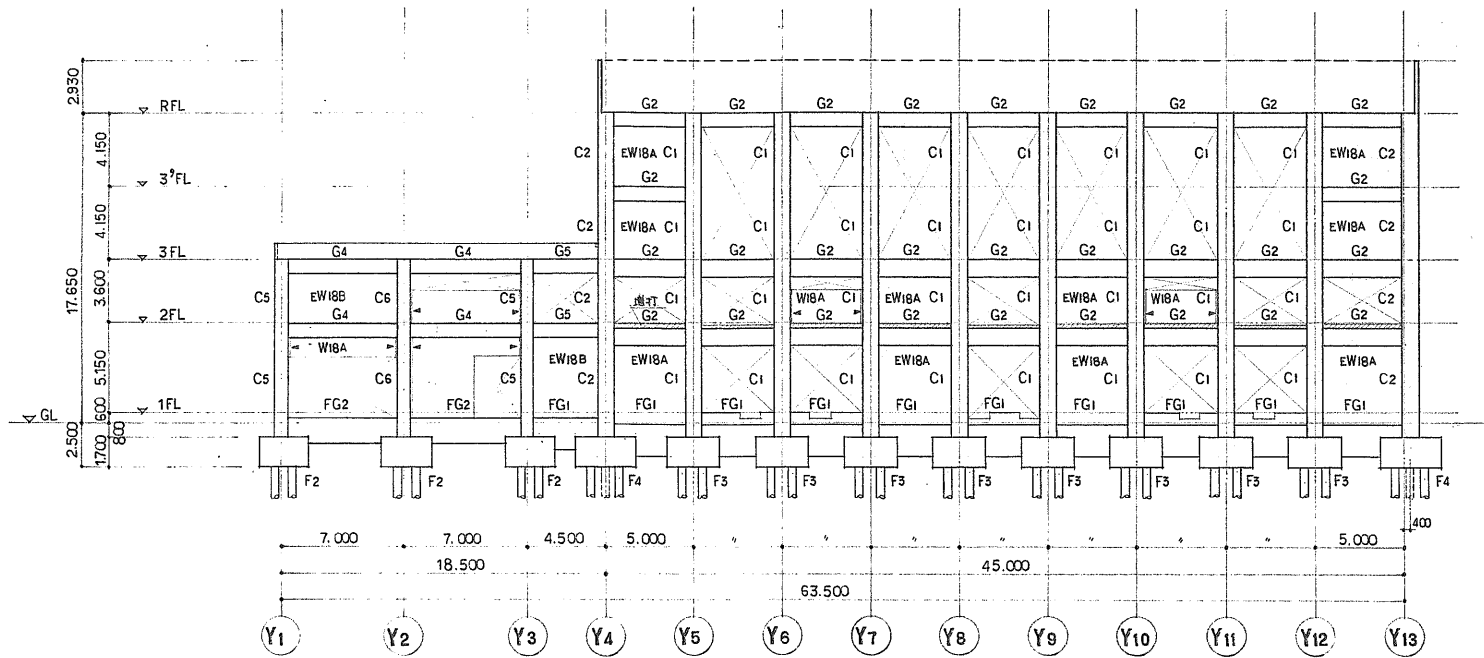 2.930
RFL
G2 G2 G2 G2 G2 G2 G2 G2 G2
4.150
C2 EW18A C1 C1 C1 C1 C1 C1 C1 C1 EW18A C2
3'FL
G2 G2
4.150
C2 EW18A C1 C1 C1 C1 C1 C1 C1 C1 EW18A C2
3FL
G4 G4 G5 G2 G2 G2 G2 G2 G2 G2 G2 G2
17.650
3.600
C5 EW18B C6 C5 C2 増打 C1 C1 W18A C1 EW18A C1 C1 EW18A C1 W18A C1 C1 C2
2FL
G4 G4 G5 G2 G2 G2 G2 G2 G2 G2 G2 G2
W18A
5.150
C5 C6 C5 EW18B C2 EW18A C1 C1 C1 EW18A C1 C1 EW18A C1 C1 C1 EW18A C2
1FL
FG2 FG2 FG1 FG1 FG1 FG1 FG1 FG1 FG1 FG1 FG1 FG1
GL
600
800
2.500
1.700
F2 F2 F2 F4 F3 F3 F3 F3 F3 F3 F3 F3 F4
400
7.000 7.000 4.500 5.000 〃 〃 〃 〃 〃 〃 〃 5.000
18.500 45.000
63.500
Y1 Y2 Y3 Y4 Y5 Y6 Y7 Y8 Y9 Y10 Y11 Y12 Y13